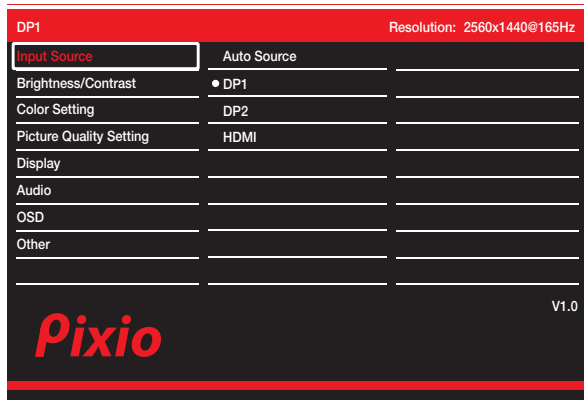 DP1 Resolution: 2560x1440@165Hz
Input Source Auto Source
Brightness/Contrast DP1
Color Setting DP2
Picture Quality Setting HDMI
Display
Audio
OSD
Other
V1.0
Pixio